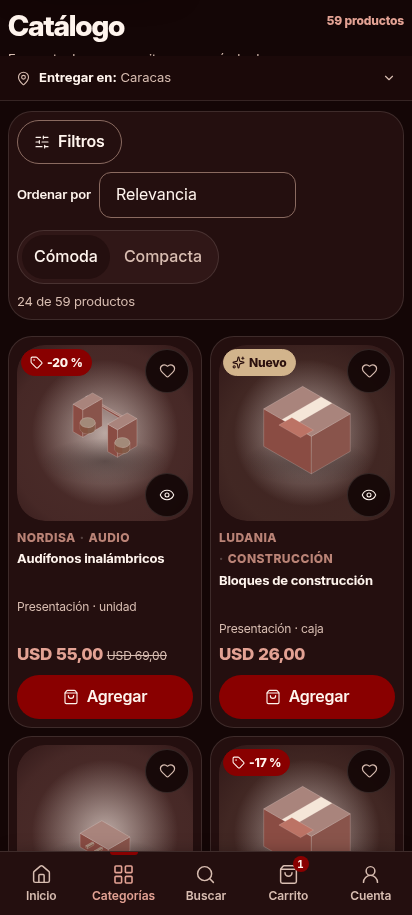 Catálogo
59 productos
Entregar en: Caracas
Filtros
Ordenar por
Relevancia
Cómoda
Compacta
24 de 59 productos
-20 %
Nuevo
NORDISA · AUDIO
Audífonos inalámbricos
Presentación · unidad
USD 55,00 USD 69,00
Agregar
LUDANIA
· CONSTRUCCIÓN
Bloques de construcción
Presentación · caja
USD 26,00
Agregar
-17 %
1
Inicio
Categorías
Buscar
Carrito
Cuenta